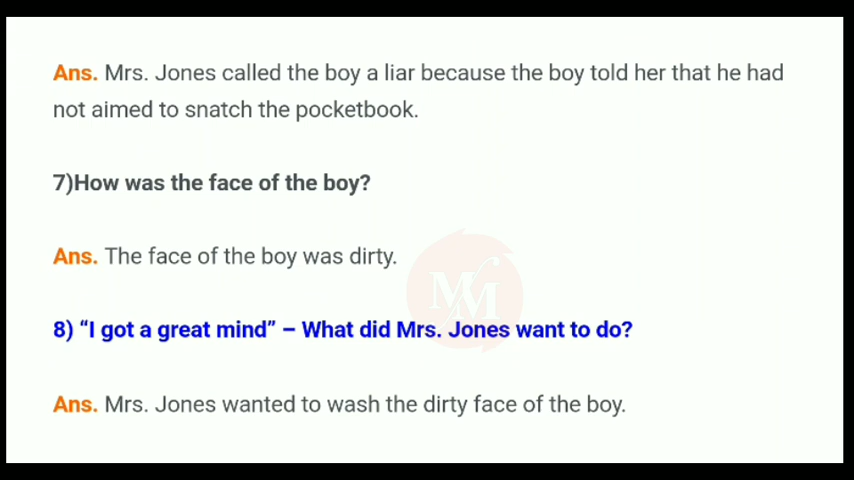 Ans. Mrs. Jones called the boy a liar because the boy told her that he had
not aimed to snatch the pocketbook.
7)How was the face of the boy?
Ans. The face of the boy was dirty.
MM
8) “I got a great mind” – What did Mrs. Jones want to do?
Ans. Mrs. Jones wanted to wash the dirty face of the boy.